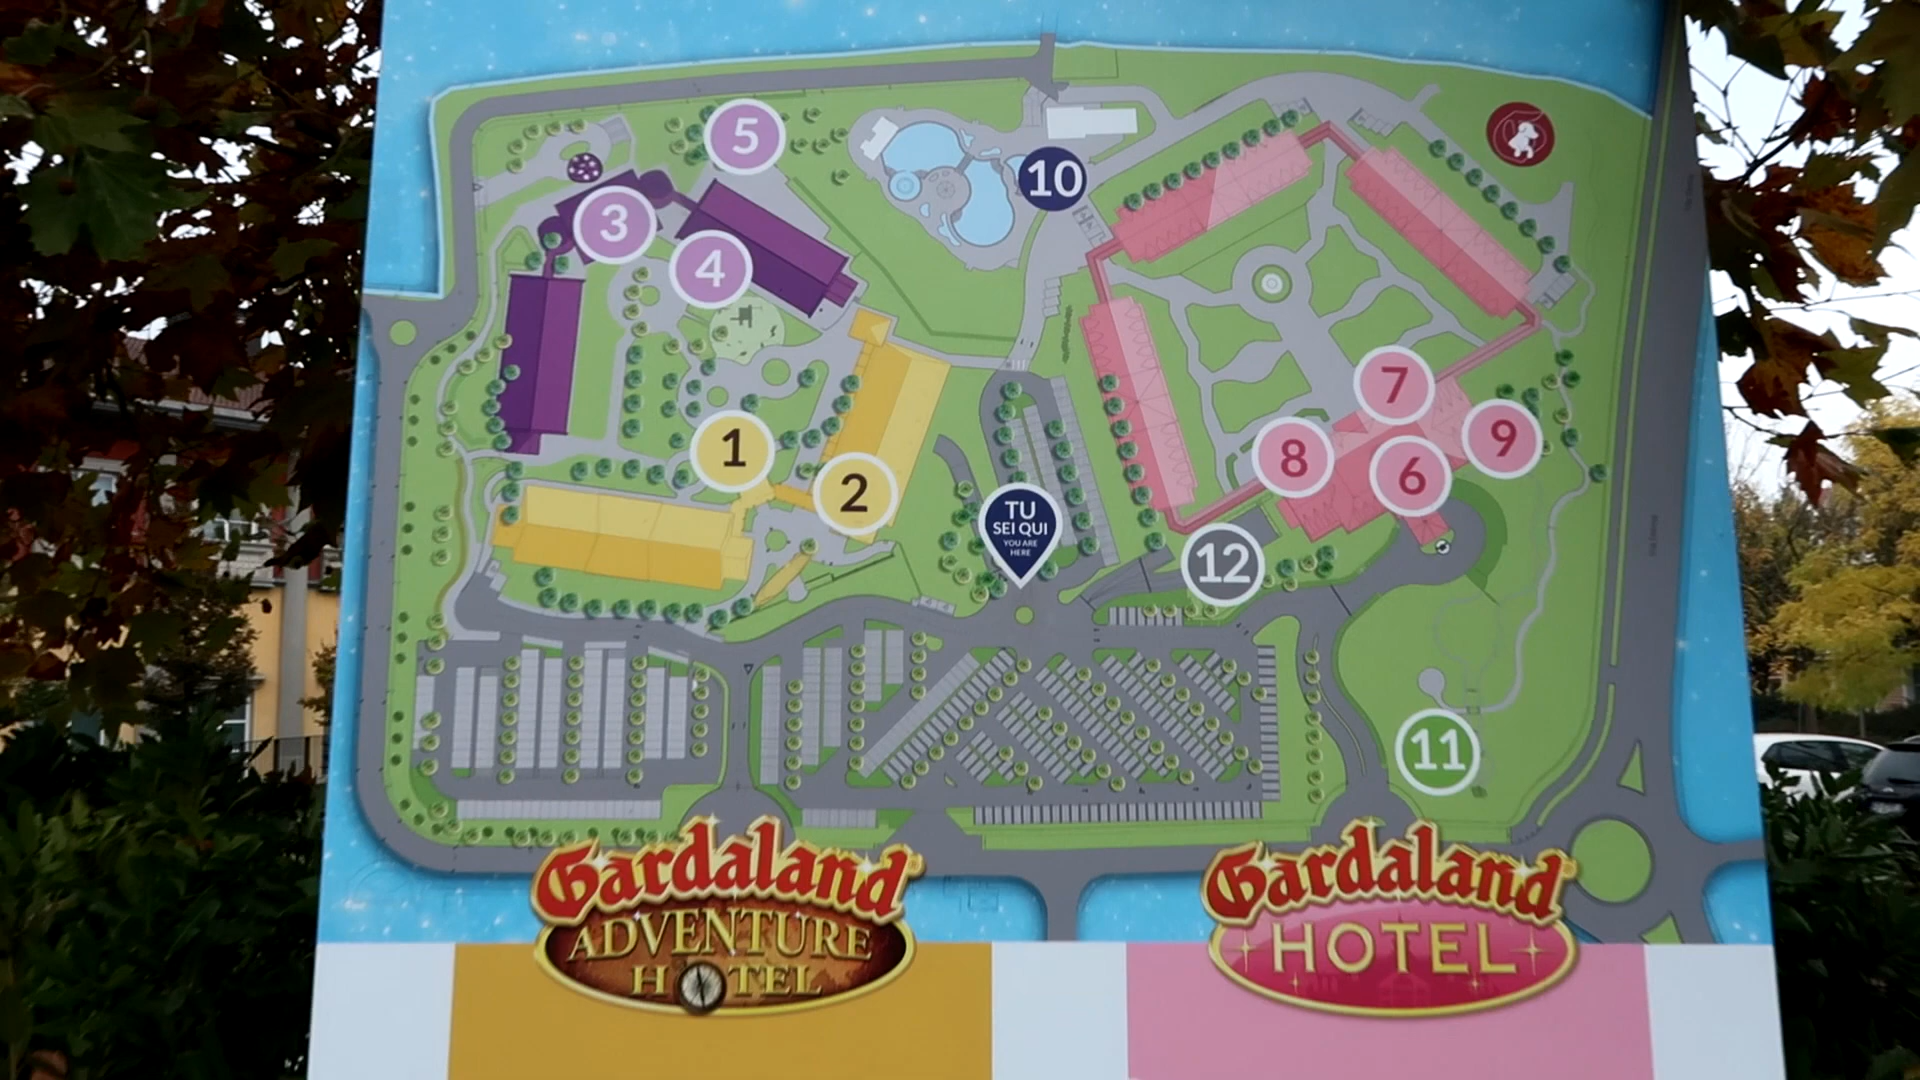 5
10
3
4
7
1
9
8
6
2
TU
SEI QUI
YOU ARE
HERE
12
11
Gardaland
ADVENTURE
HOTEL
Gardaland
HOTEL